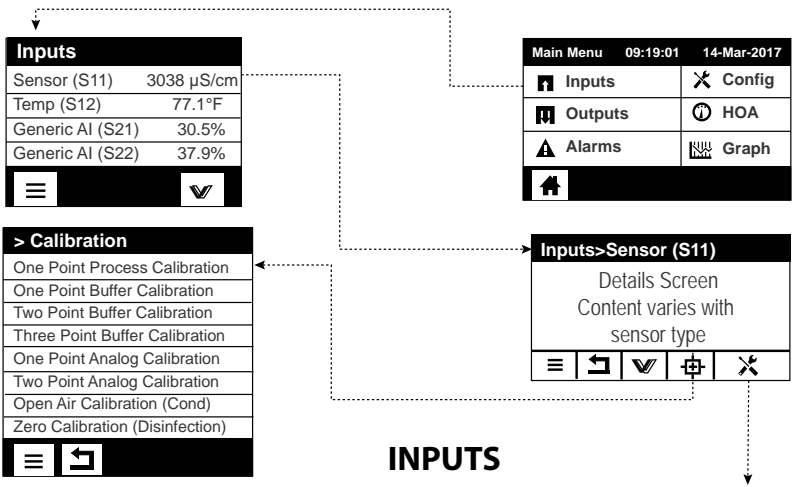 Inputs
Sensor (S11) 3038 µS/cm
Temp (S12) 77.1°F
Generic AI (S21) 30.5%
Generic AI (S22) 37.9%
Main Menu 09:19:01 14-Mar-2017
Inputs Config
Outputs HOA
Alarms Graph
> Calibration
One Point Process Calibration
One Point Buffer Calibration
Two Point Buffer Calibration
Three Point Buffer Calibration
One Point Analog Calibration
Two Point Analog Calibration
Open Air Calibration (Cond)
Zero Calibration (Disinfection)
Inputs>Sensor (S11)
Details Screen
Content varies with
sensor type
INPUTS